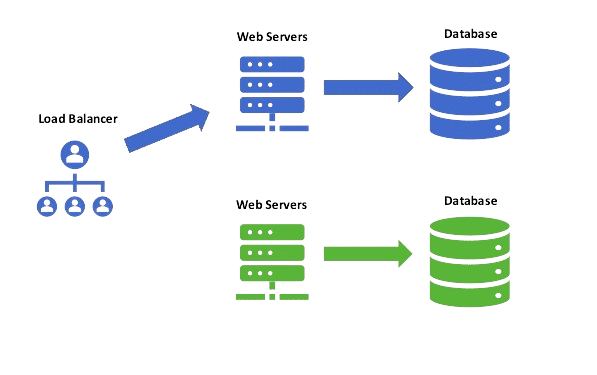 Web Servers
Database
Load Balancer
Web Servers
Database